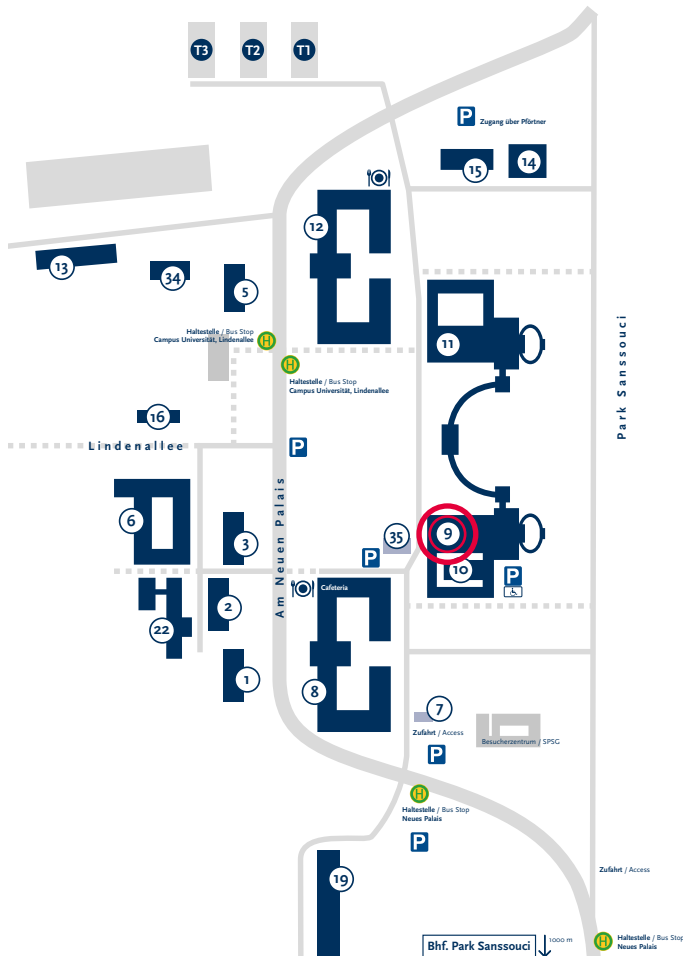 T3
T2
T1
P
Zugang über Pförtner
15
14
12
13
34
5
11
Haltestelle / Bus Stop
Campus Universität, Lindenallee
H
H
Haltestelle / Bus Stop
Campus Universität, Lindenallee
Park Sanssouci
16
Lindenallee
P
6
3
Am Neuen Palais
35
9
P
10
P
Cafeteria
2
22
1
8
7
Zufahrt / Access
Besucherzentrum / SPSG
P
H
Haltestelle / Bus Stop
Neues Palais
P
19
Zufahrt / Access
Bhf. Park Sanssouci
1000 m
H
Haltestelle / Bus Stop
Neues Palais